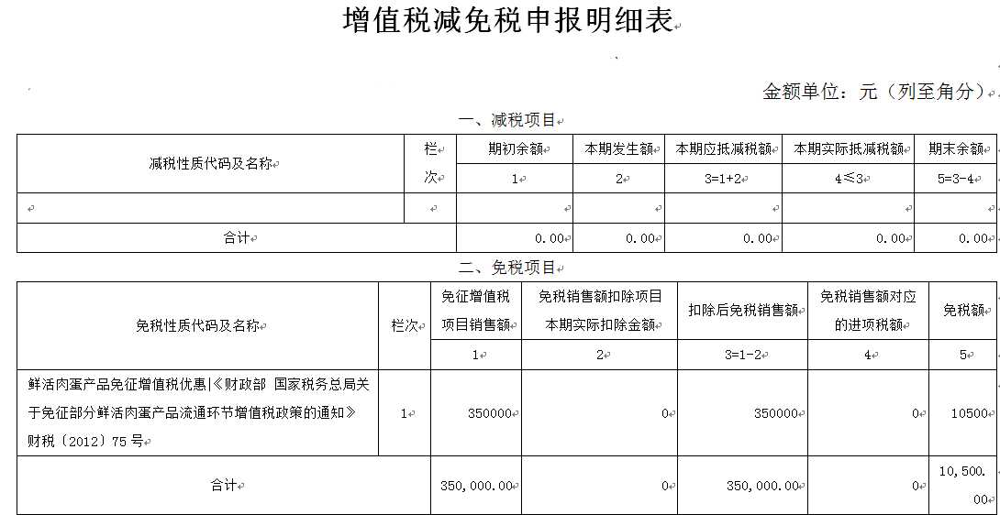 增值税减免税申报明细表
金额单位：元（列至角分）
一、减税项目
减税性质代码及名称
栏
次
期初余额
本期发生额
本期应抵减税额
本期实际抵减税额
期末余额
1
2
3=1+2
4≤3
5=3-4
合计
0.00
0.00
0.00
0.00
0.00
二、免税项目
免税性质代码及名称
栏次
免征增值税
项目销售额
免税销售额扣除项目
本期实际扣除金额
扣除后免税销售额
免税销售额对应
的进项税额
免税额
1
2
3=1-2
4
5
鲜活肉蛋产品免征增值税优惠|《财政部 国家税务总局关
于免征部分鲜活肉蛋产品流通环节增值税政策的通知》
财税〔2012〕75号
1
350000
0
350000
0
10500
合计
350,000.00
0
350,000.00
0
10,500.
00